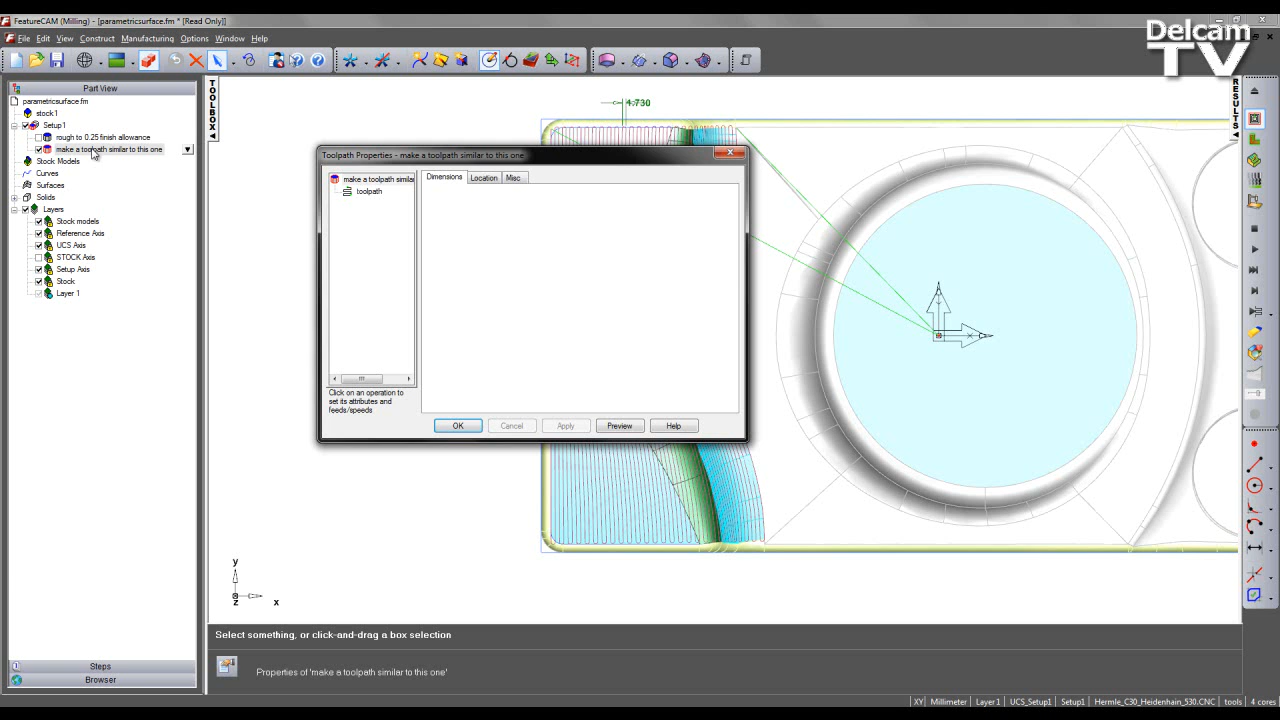 FeatureCAM (Milling) - [parametricsurface.fm * [Read Only]]
File Edit View Construct Manufacturing Options Window Help
Delcam
TV
Part View
parametricsurface.fm
stock1
Setup1
rough to 0.25 finish allowance
make a toolpath similar to this one
Stock Models
Curves
Surfaces
Solids
Layers
Stock models
Reference Axis
UCS Axis
STOCK Axis
Setup Axis
Stock
Layer 1
Steps
Browser
TOOLBOX
4.730
Toolpath Properties - make a toolpath similar to this one
make a toolpath similar
toolpath
Dimensions Location Misc
Click on an operation to
set its attributes and
feeds/speeds
OK Cancel Apply Preview Help
RESULTS
y
z x
Select something, or click-and-drag a box selection
Properties of 'make a toolpath similar to this one'
XY Millimeter Layer1 UCS_Setup1 Setup1 Hermle_C30_Heidenhain_530.CNC tools 4 cores